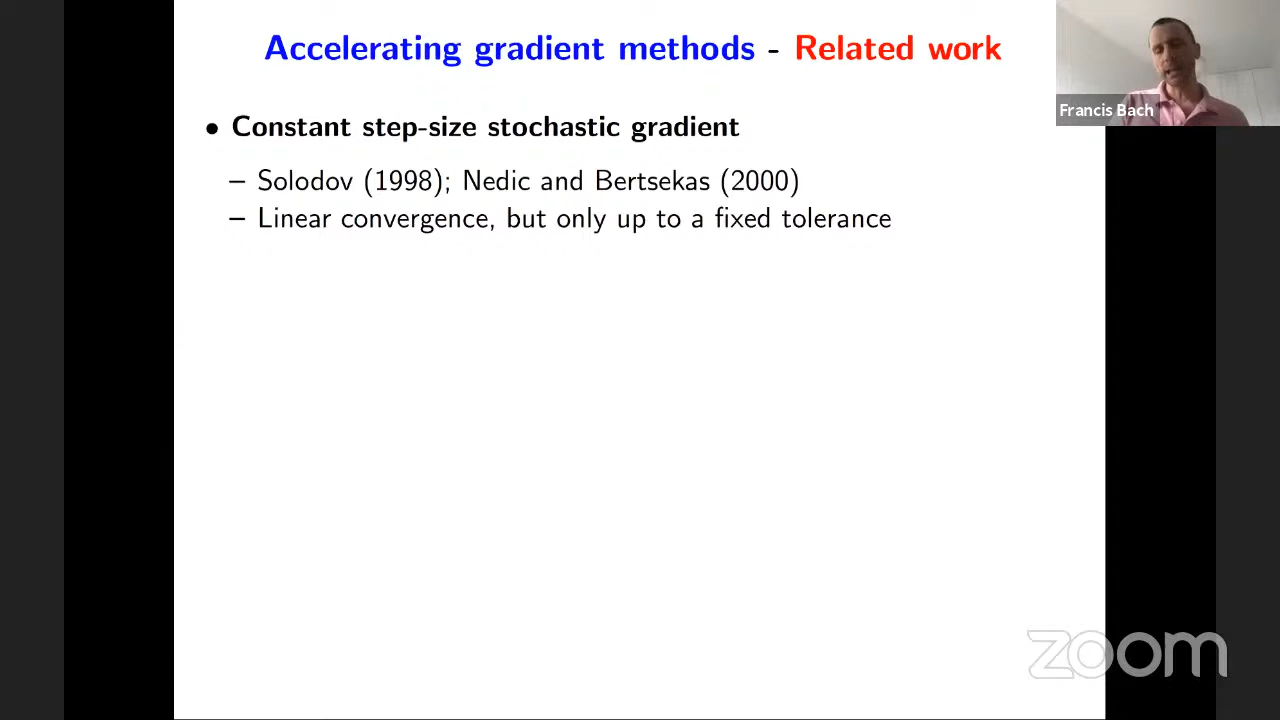 Accelerating gradient methods - Related work
Francis Bach
• Constant step-size stochastic gradient
– Solodov (1998); Nedic and Bertsekas (2000)
– Linear convergence, but only up to a fixed tolerance
zoom